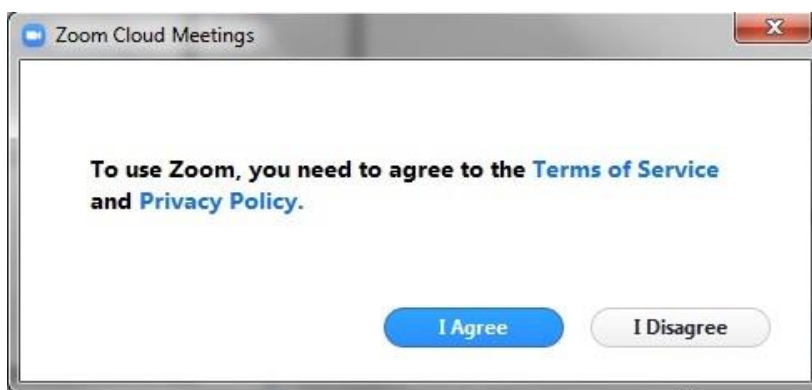 Zoom Cloud Meetings
To use Zoom, you need to agree to the Terms of Service
and Privacy Policy.
I Agree
I Disagree